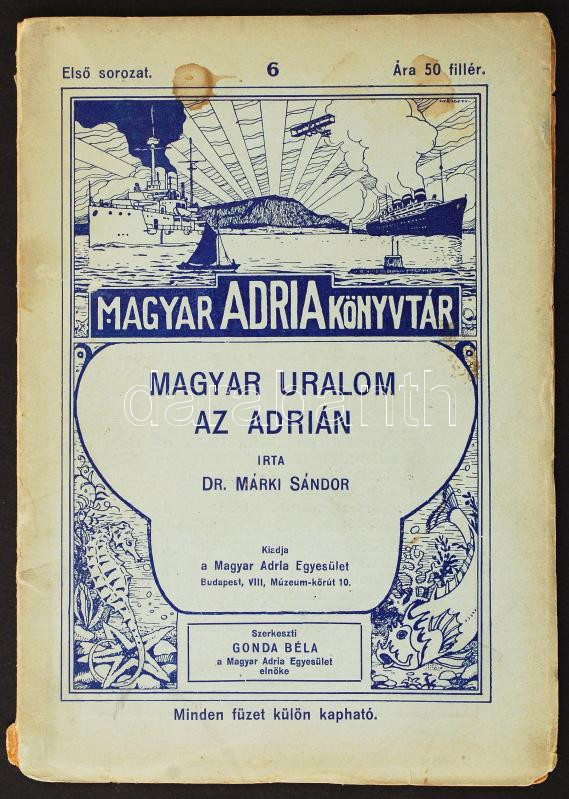 Első sorozat. 6 Ára 50 fillér.
MAGYAR ADRIA KÖNYVTÁR
MAGYAR URALOM
AZ ADRIÁN
IRTA
DR. MÁRKI SÁNDOR
darabanth
Kiadja
a Magyar Adria Egyesület
Budapest, VIII, Múzeum-körút 10.
Szerkeszti
GONDA BÉLA
a Magyar Adria Egyesület
elnöke
Minden füzet külön kapható.